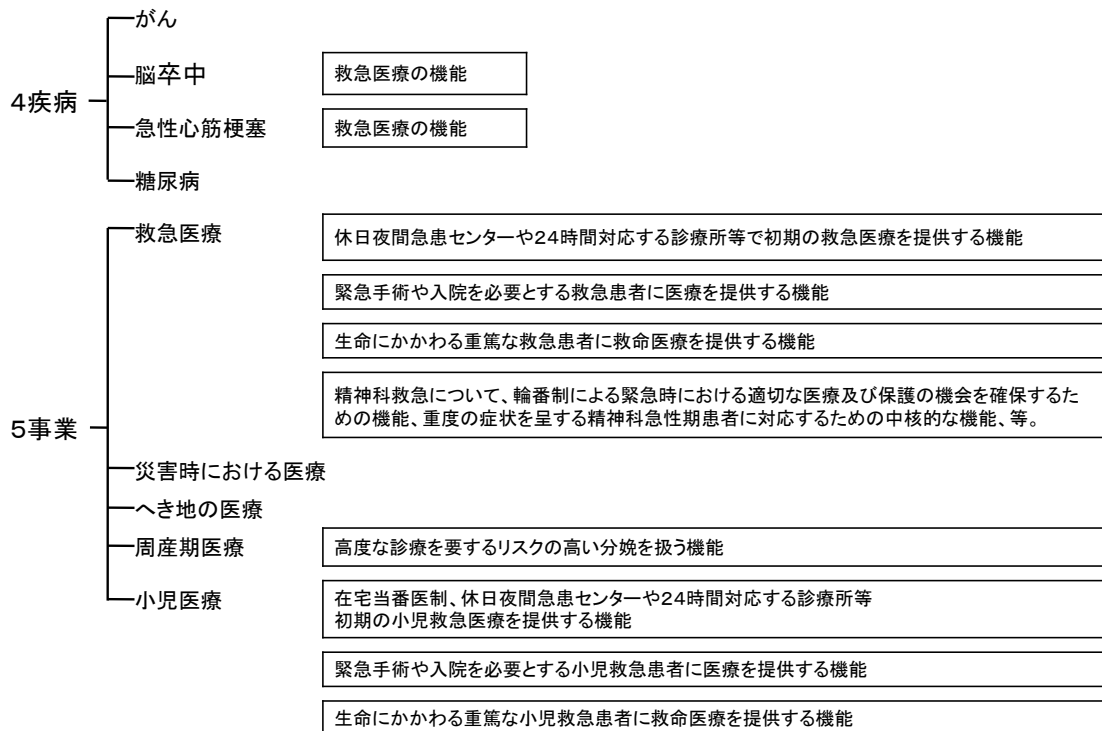 4疾病
がん
脳卒中
救急医療の機能
急性心筋梗塞
救急医療の機能
糖尿病
5事業
救急医療
休日夜間急患センターや24時間対応する診療所等で初期の救急医療を提供する機能
緊急手術や入院を必要とする救急患者に医療を提供する機能
生命にかかわる重篤な救急患者に救命医療を提供する機能
精神科救急について、輪番制による緊急時における適切な医療及び保護の機会を確保するた
めの機能、重度の症状を呈する精神科急性期患者に対応するための中核的な機能、等。
災害時における医療
へき地の医療
周産期医療
高度な診療を要するリスクの高い分娩を扱う機能
小児医療
在宅当番医制、休日夜間急患センターや24時間対応する診療所等
初期の小児救急医療を提供する機能
緊急手術や入院を必要とする小児救急患者に医療を提供する機能
生命にかかわる重篤な小児救急患者に救命医療を提供する機能